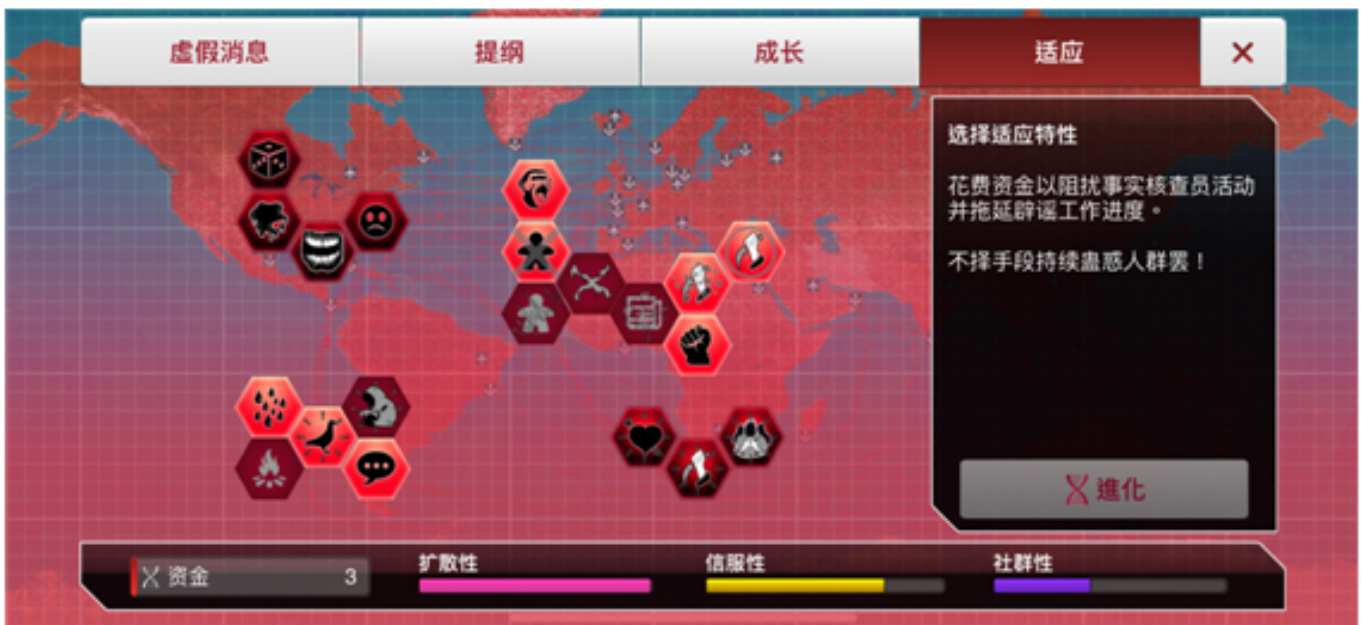 虚假消息
提纲
成长
适应
选择适应特性
花费资金以阻扰事实核查员活动
并拖延辟谣工作进度。
不择手段持续蛊惑人群罢！
進化
资金 3
扩散性
信服性
社群性